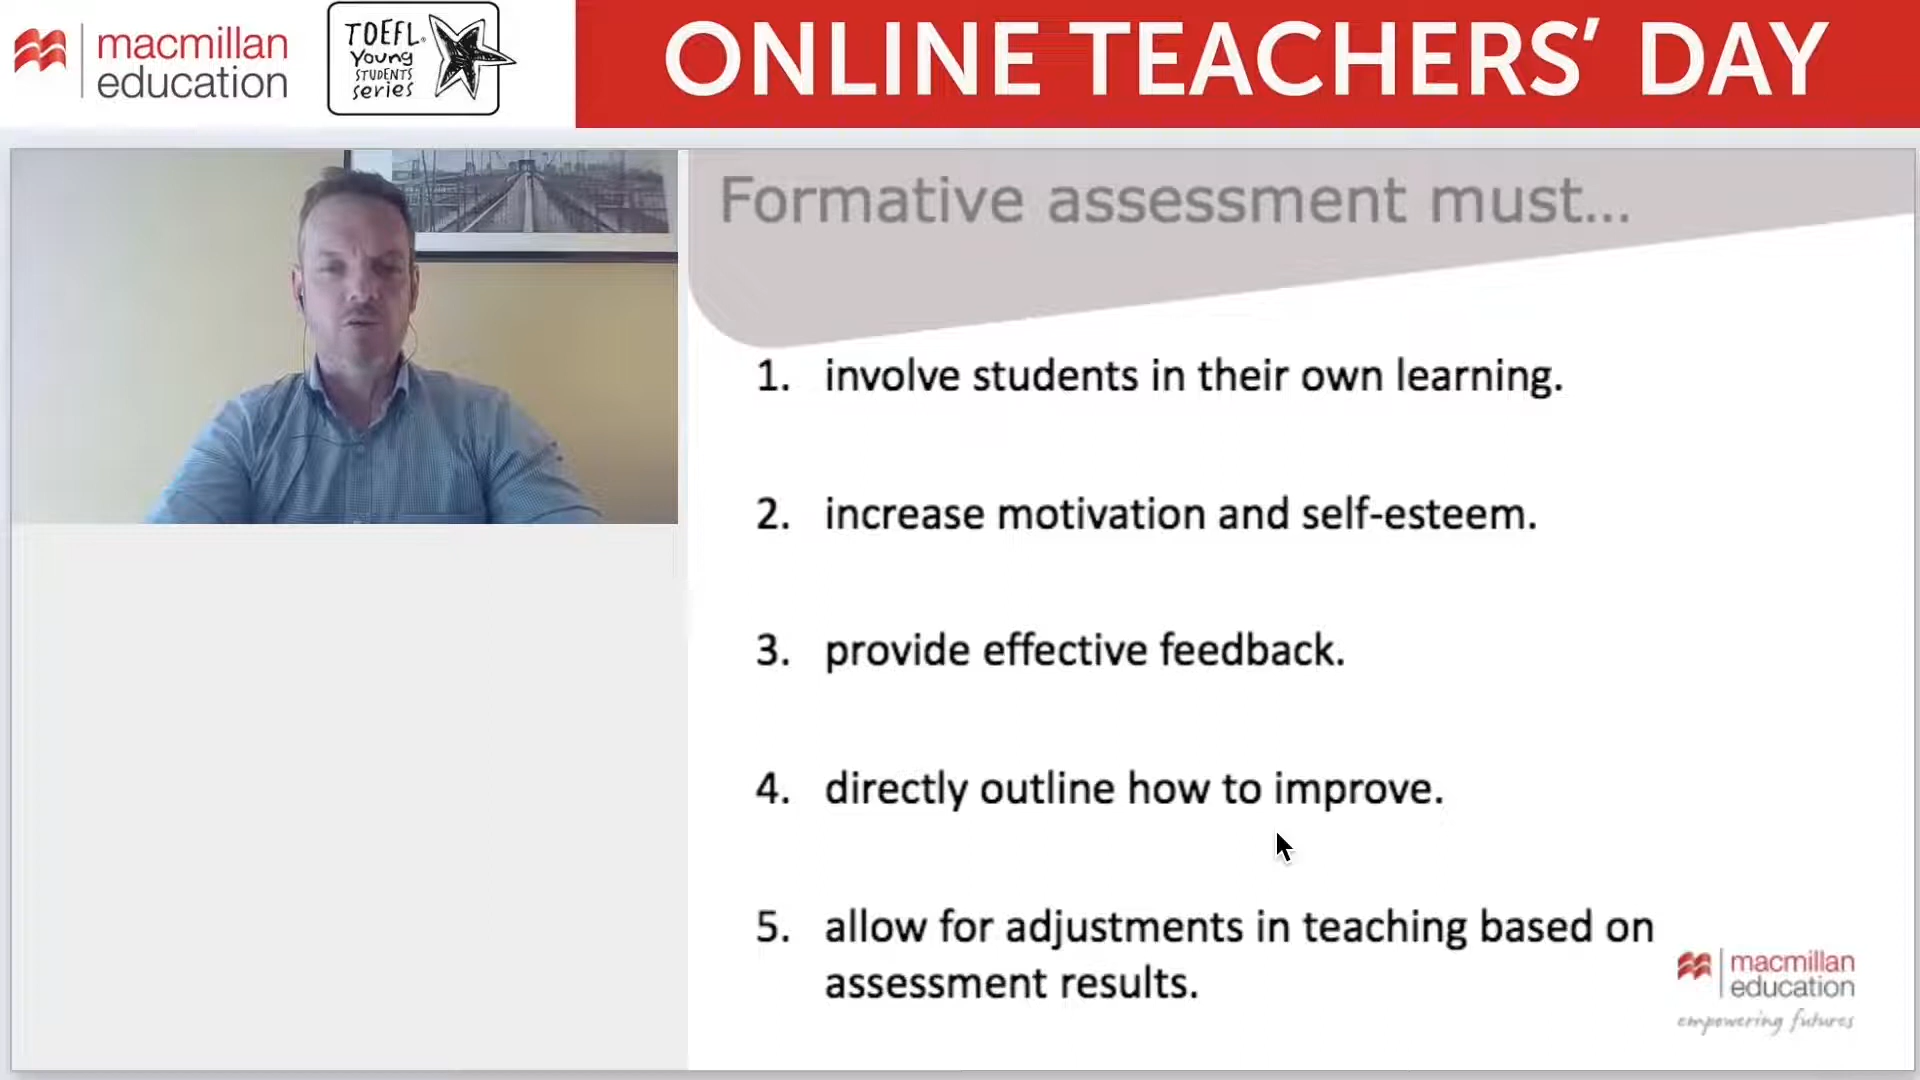 macmillan
education
TOEFL®
Young
STUDENTS
series
ONLINE TEACHERS' DAY
Formative assessment must...
1. involve students in their own learning.
2. increase motivation and self-esteem.
3. provide effective feedback.
4. directly outline how to improve.
5. allow for adjustments in teaching based on
assessment results.
macmillan
education
empowering futures